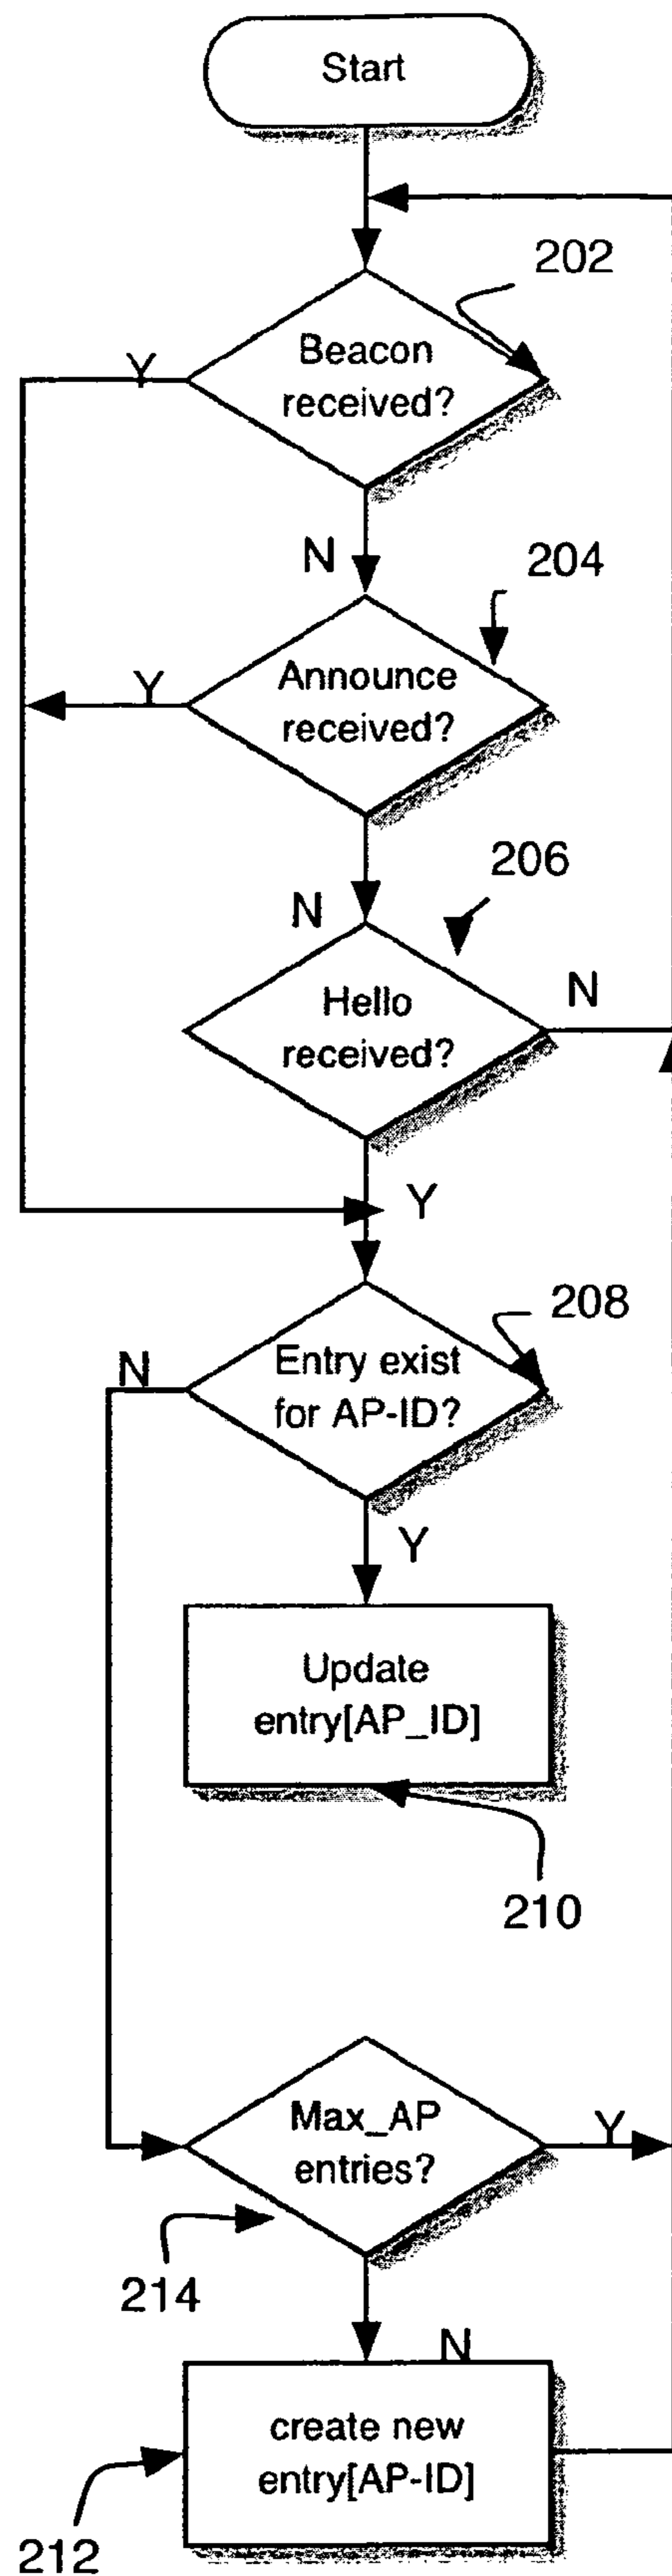 Start
202
Beacon
received?
Y
N
204
Announce
received?
Y
206
N
Hello
received?
N
Y
208
Entry exist
for AP-ID?
N
Y
Update
entry[AP_ID]
210
Max_AP
entries?
Y
214
N
create new
entry[AP-ID]
212